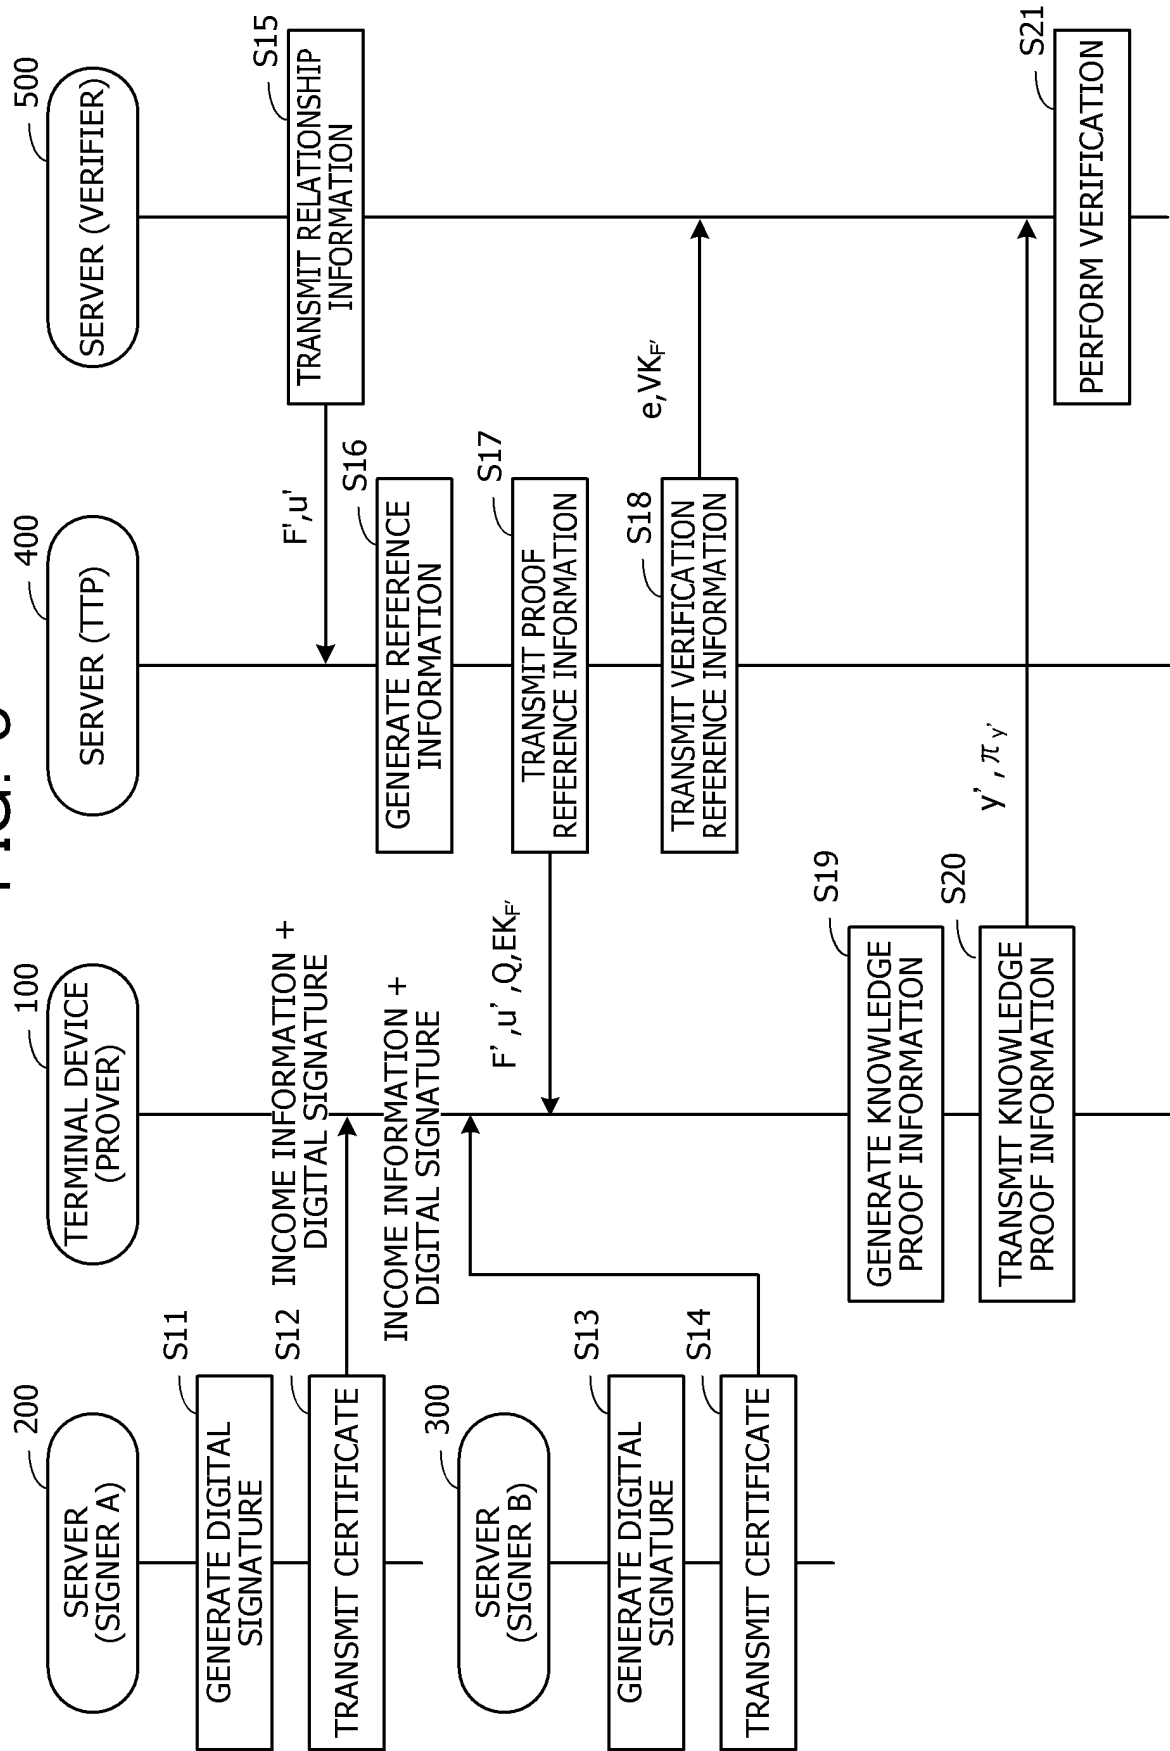 200
SERVER
(SIGNER A)
S11
GENERATE DIGITAL
SIGNATURE
S12
TRANSMIT CERTIFICATE
300
SERVER
(SIGNER B)
S13
GENERATE DIGITAL
SIGNATURE
S14
TRANSMIT CERTIFICATE
100
TERMINAL DEVICE
(PROVER)
INCOME INFORMATION +
DIGITAL SIGNATURE
INCOME INFORMATION +
DIGITAL SIGNATURE
F',u',Q,EKF'
S19
GENERATE KNOWLEDGE
PROOF INFORMATION
S20
TRANSMIT KNOWLEDGE
PROOF INFORMATION
400
SERVER (TTP)
F',u'
S16
GENERATE REFERENCE
INFORMATION
S17
TRANSMIT PROOF
REFERENCE INFORMATION
S18
TRANSMIT VERIFICATION
REFERENCE INFORMATION
e,VKF'
y',πy'
500
SERVER (VERIFIER)
S15
TRANSMIT RELATIONSHIP
INFORMATION
S21
PERFORM VERIFICATION